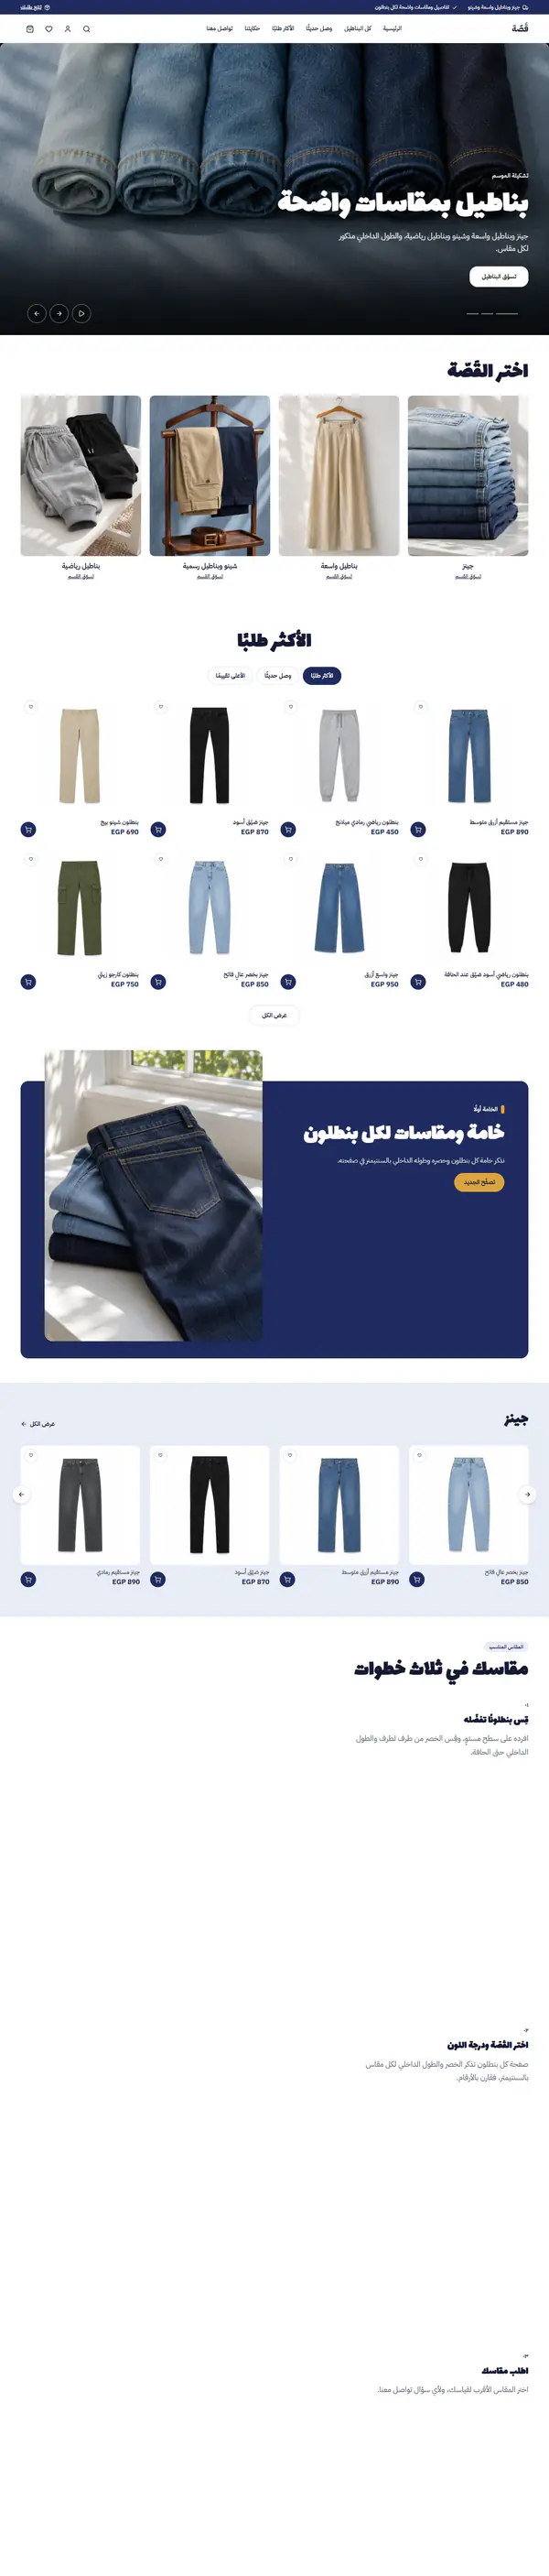 جينز وبناطيل واسعة وشينو
تفاصيل ومقاسات واضحة لكل بنطلون
تتبّع طلبك
قَصّة
الرئيسية
كل البناطيل
وصل حديثًا
الأكثر طلبًا
حكايتنا
تواصل معنا
تشكيلة الموسم
بناطيل بمقاسات واضحة
جينز وبناطيل واسعة وشينو وبناطيل رياضية، والطول الداخلي مذكور
لكل مقاس.
تسوّق البناطيل
اختر القَصّة
جينز
تسوّق القسم
بناطيل واسعة
تسوّق القسم
شينو وبناطيل رسمية
تسوّق القسم
بناطيل رياضية
تسوّق القسم
الأكثر طلبًا
الأكثر طلبًا
وصل حديثًا
الأعلى تقييمًا
جينز مستقيم أزرق متوسط
EGP 890
بنطلون رياضي رمادي ميلانج
EGP 450
جينز ضيّق أسود
EGP 870
بنطلون شينو بيج
EGP 690
بنطلون رياضي أسود ضيّق عند الحافة
EGP 480
جينز واسع أزرق
EGP 950
جينز بخصر عالٍ فاتح
EGP 850
بنطلون كارجو زيتي
EGP 750
عرض الكل
الخامة أولًا
خامة ومقاسات لكل بنطلون
نذكر خامة كل بنطلون وخصره وطوله الداخلي بالسنتيمتر في صفحته.
تصفّح الجديد
جينز
عرض الكل
جينز بخصر عالٍ فاتح
EGP 850
جينز مستقيم أزرق متوسط
EGP 890
جينز ضيّق أسود
EGP 870
جينز مستقيم رمادي
EGP 890
المقاس المناسب
مقاسك في ثلاث خطوات
٠١
قِس بنطلونًا تفضّله
افرده على سطح مستوٍ، وقِس الخصر من طرف لطرف والطول
الداخلي حتى الحافة.
٠٢
اختر القَصّة ودرجة اللون
صفحة كل بنطلون تذكر الخصر والطول الداخلي لكل مقاس
بالسنتيمتر، فقارن بالأرقام.
٠٣
اطلب مقاسك
اختر المقاس الأقرب لقياسك، ولأي سؤال تواصل معنا.